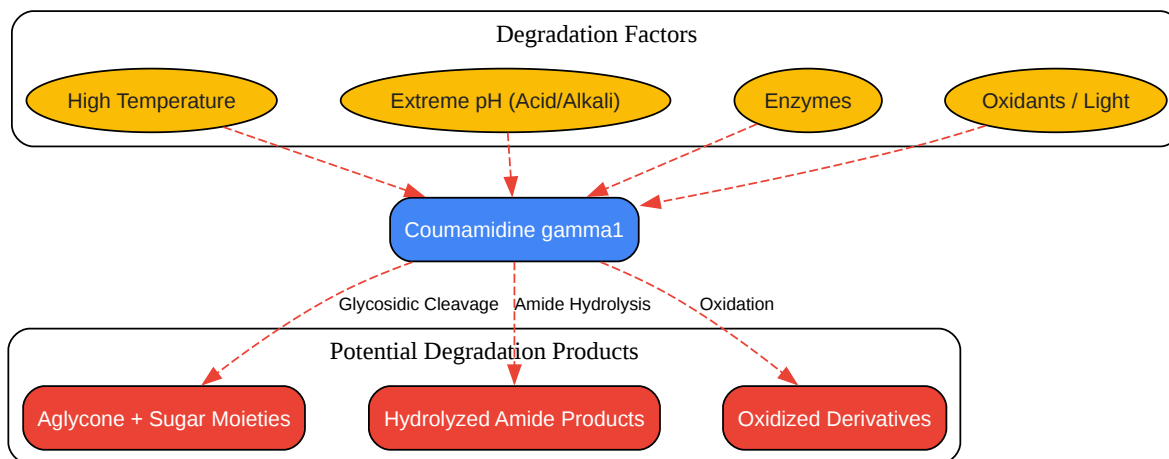 Degradation Factors
High Temperature
Extreme pH (Acid/Alkali)
Enzymes
Oxidants / Light
Coumamidine gamma1
Glycosidic Cleavage
Amide Hydrolysis
Oxidation
Potential Degradation Products
Aglycone + Sugar Moieties
Hydrolyzed Amide Products
Oxidized Derivatives